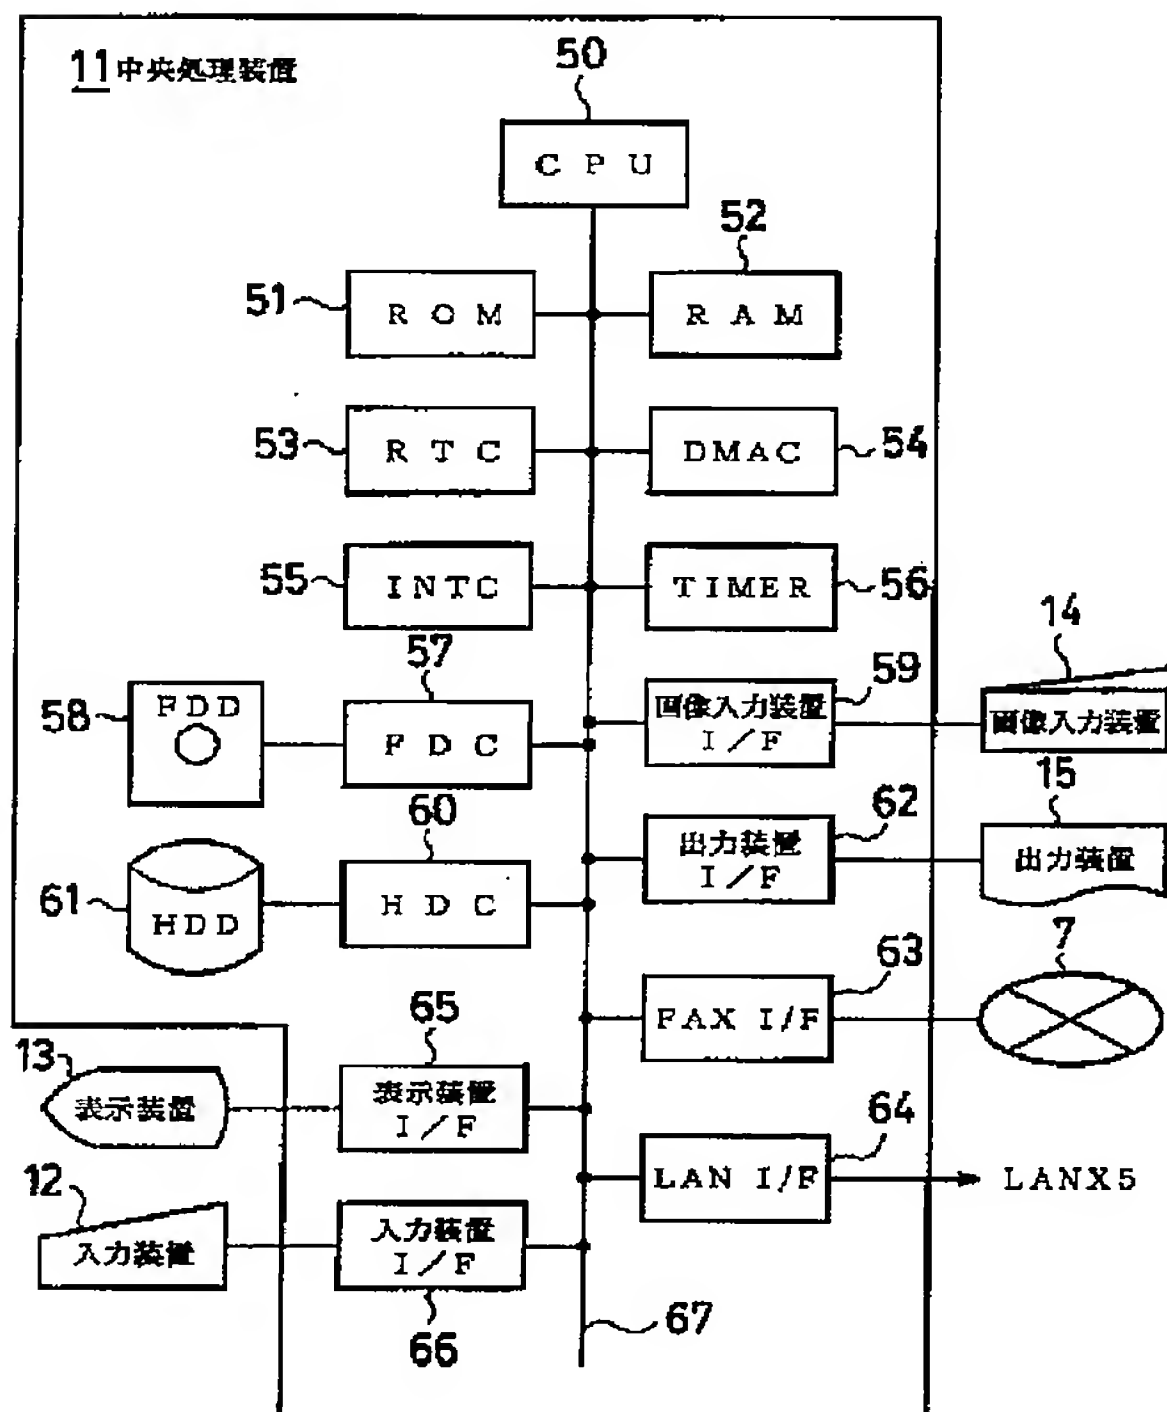 11 中央処理装置
50
CPU
52
51
ROM
RAM
53
RTC
DMAC
54
55
INTC
TIMER
56
57
59
14
58
FDD
FDC
画像入力装置
I/F
画像入力装置
60
62
15
61
HDD
HDC
出力装置
I/F
出力装置
63
7
FAX I/F
65
13
表示装置
表示装置
I/F
64
LAN I/F
LANX5
12
入力装置
入力装置
I/F
66
67